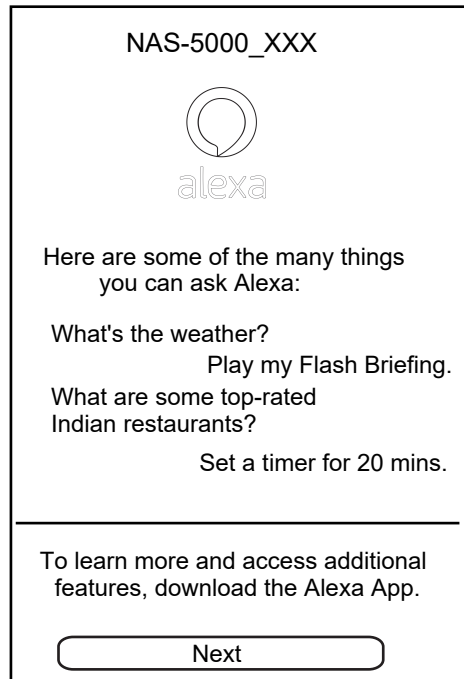 NAS-5000_XXX
alexa
Here are some of the many things
you can ask Alexa:
What's the weather?
Play my Flash Briefing.
What are some top-rated
Indian restaurants?
Set a timer for 20 mins.
To learn more and access additional
features, download the Alexa App.
Next